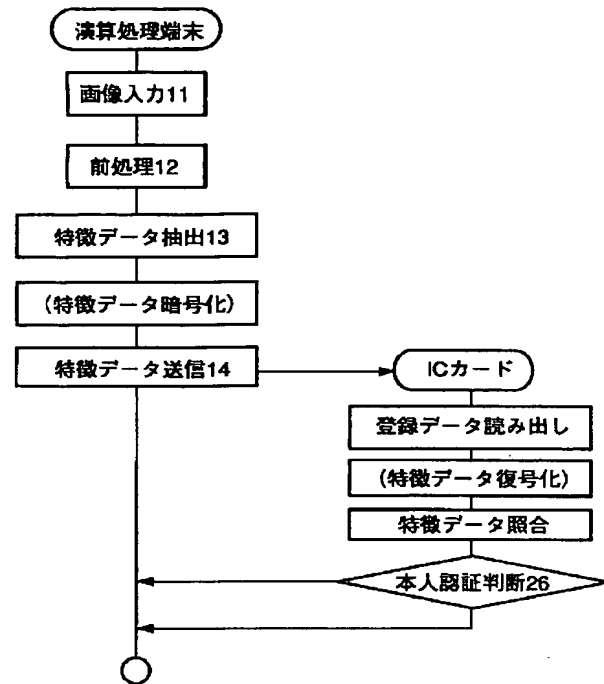 演算処理端末
画像入力11
前処理12
特徴データ抽出13
(特徴データ暗号化)
特徴データ送信14
ICカード
登録データ読み出し
(特徴データ復号化)
特徴データ照合
本人認証判断26